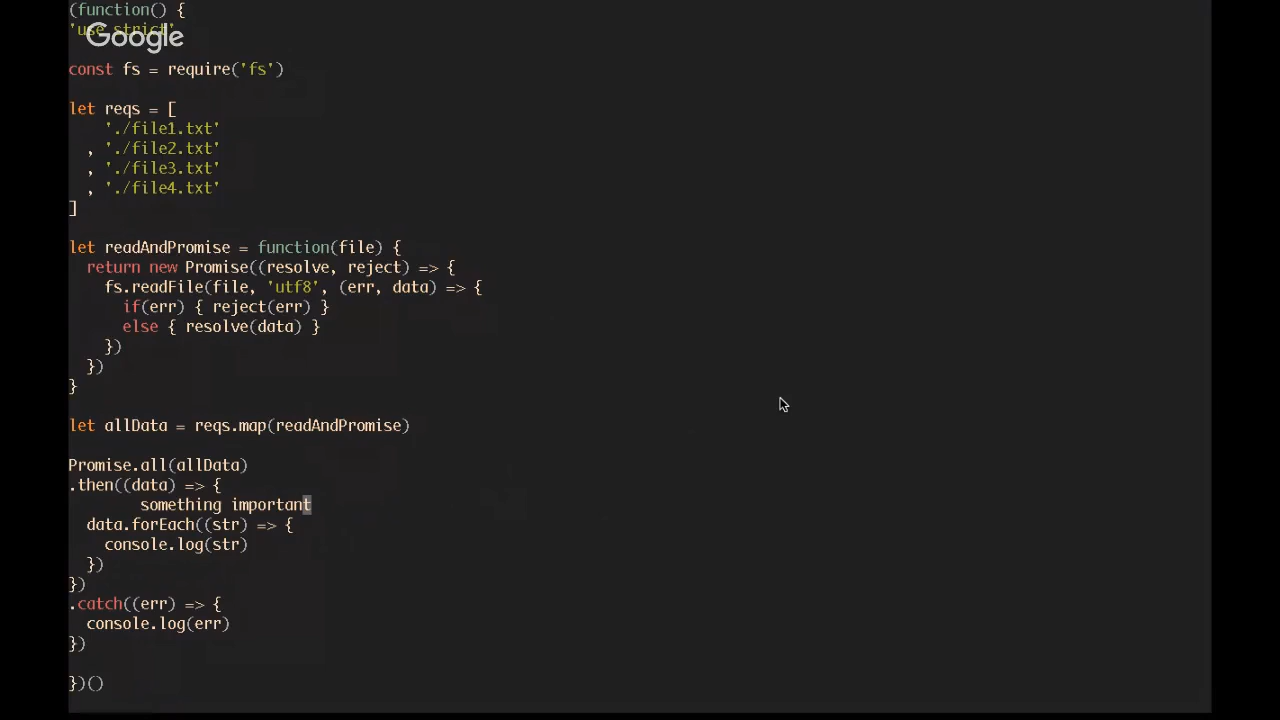 (function() {
'use strict'
Google
const fs = require('fs')
let reqs = [
'./file1.txt'
, './file2.txt'
, './file3.txt'
, './file4.txt'
]
let readAndPromise = function(file) {
return new Promise((resolve, reject) => {
fs.readFile(file, 'utf8', (err, data) => {
if(err) { reject(err) }
else { resolve(data) }
})
})
}
let allData = reqs.map(readAndPromise)
Promise.all(allData)
.then((data) => {
something important
data.forEach((str) => {
console.log(str)
})
})
.catch((err) => {
console.log(err)
})
})()